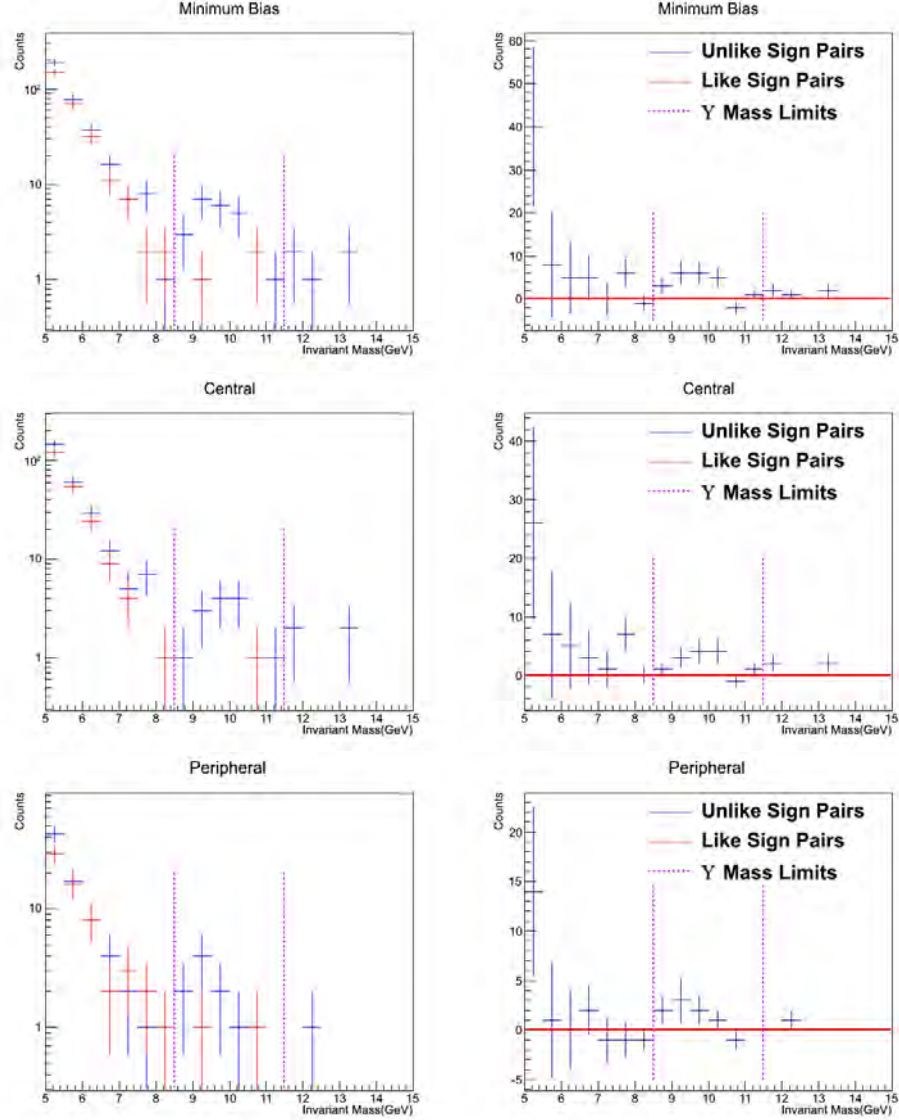 Minimum Bias
Counts
10²
10
1
5 6 7 8 9 10 11 12 13 14 15
Invariant Mass(GeV)
Minimum Bias
Counts
60
50
40
30
20
10
0
5 6 7 8 9 10 11 12 13 14 15
Invariant Mass(GeV)
Unlike Sign Pairs
Like Sign Pairs
ϒ Mass Limits
Central
Counts
10²
10
1
5 6 7 8 9 10 11 12 13 14 15
Invariant Mass(GeV)
Central
Counts
40
30
20
10
0
5 6 7 8 9 10 11 12 13 14 15
Invariant Mass(GeV)
Unlike Sign Pairs
Like Sign Pairs
ϒ Mass Limits
Peripheral
Counts
10
1
5 6 7 8 9 10 11 12 13 14 15
Invariant Mass(GeV)
Peripheral
Counts
20
15
10
5
0
-5
5 6 7 8 9 10 11 12 13 14 15
Invariant Mass(GeV)
Unlike Sign Pairs
Like Sign Pairs
ϒ Mass Limits